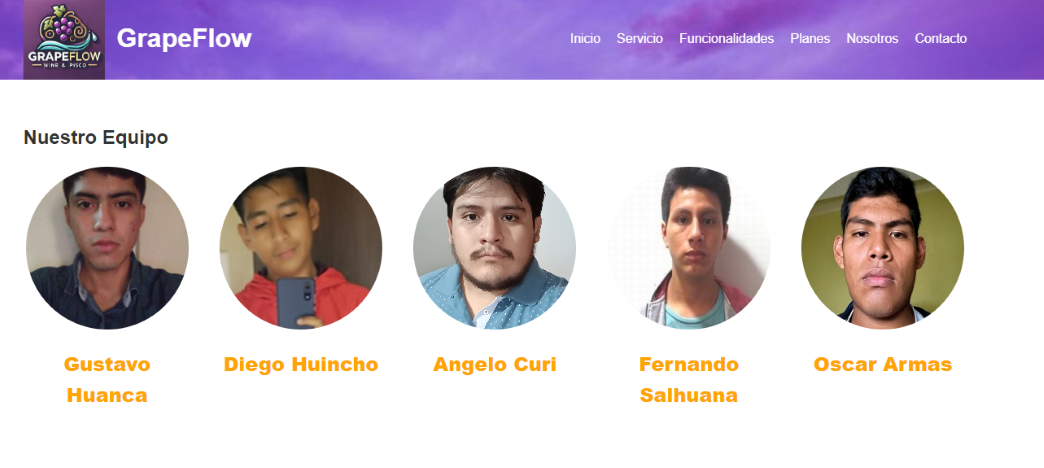 GRAPEFLOW
WINE & PISCO
GrapeFlow
Inicio Servicio Funcionalidades Planes Nosotros Contacto
Nuestro Equipo
Gustavo Huanca
Diego Huincho
Angelo Curi
Fernando Salhuana
Oscar Armas